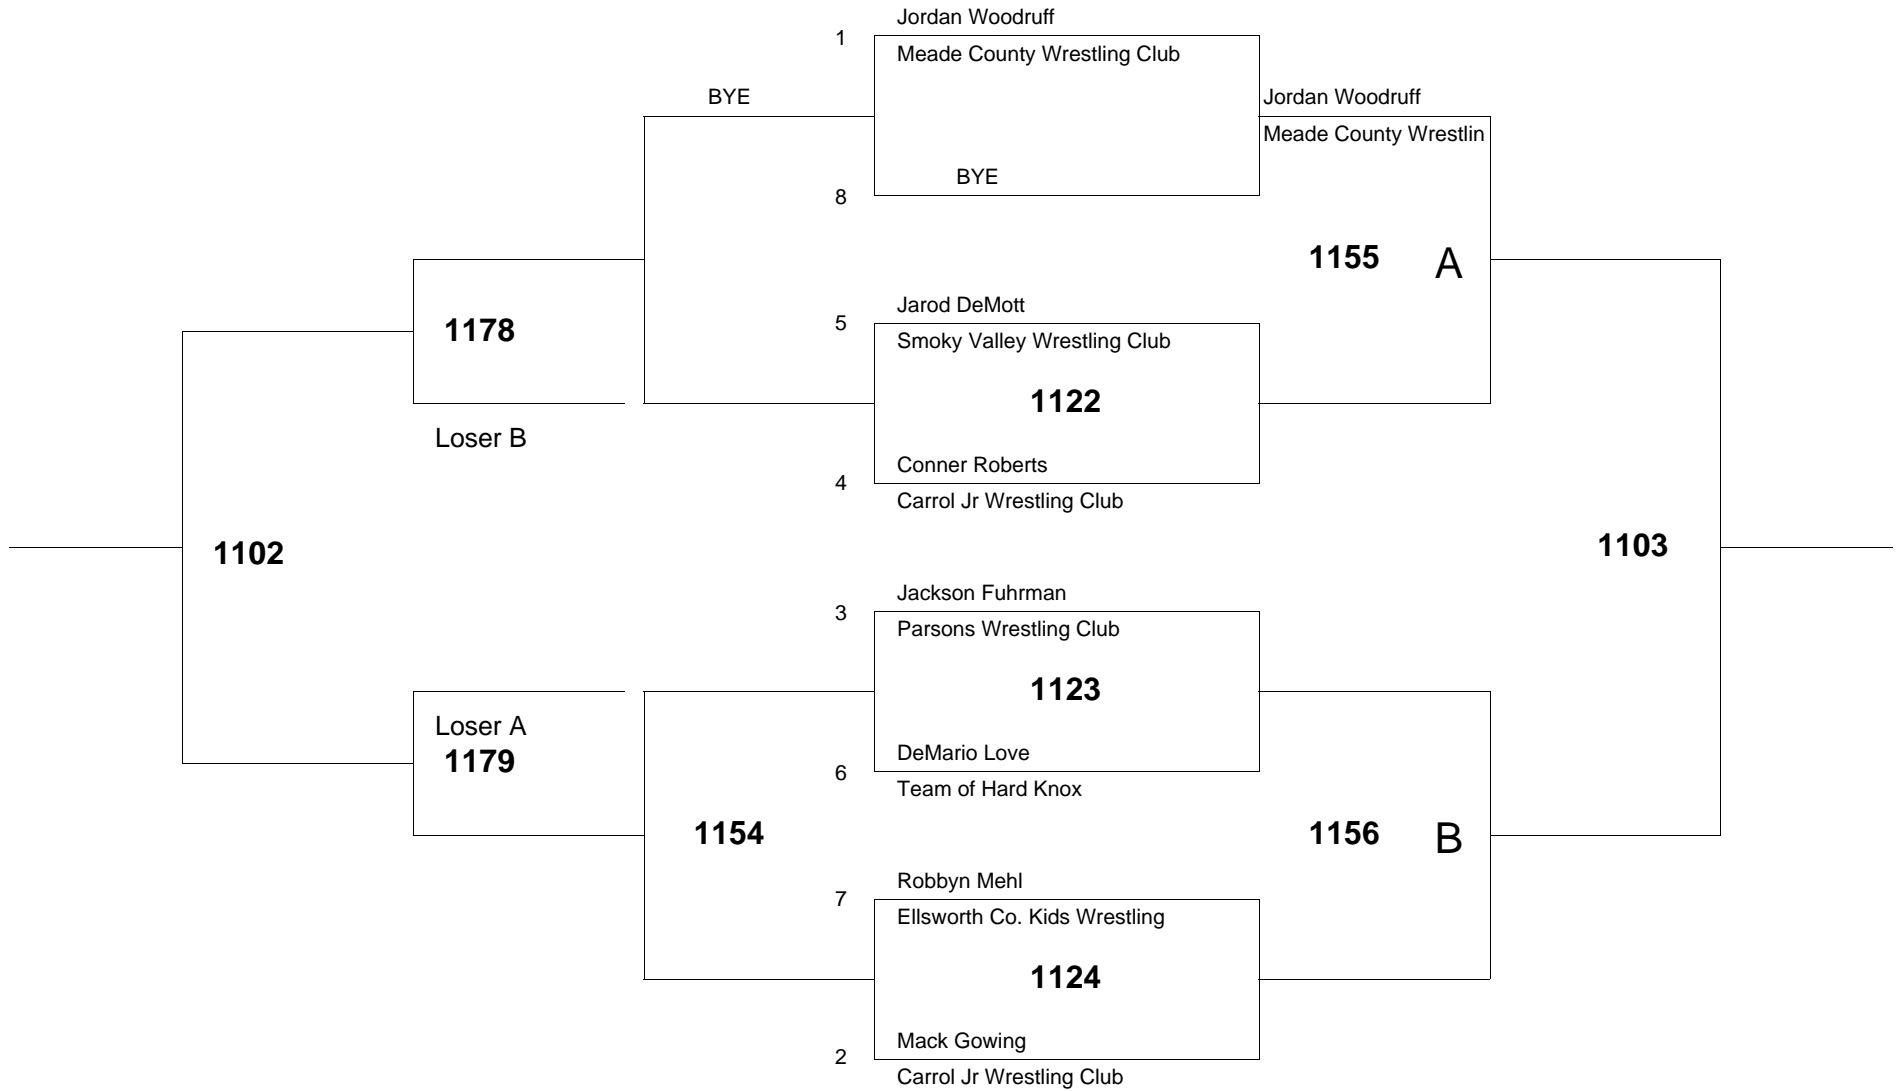 Jordan Woodruff
1
Meade County Wrestling Club
BYE
Jordan Woodruff
Meade County Wrestlin
BYE
8
1155 A
Jarod DeMott
5
1178
Smoky Valley Wrestling Club
1122
Loser B
Conner Roberts
4
Carrol Jr Wrestling Club
1102
1103
Jackson Fuhrman
3
Parsons Wrestling Club
1123
Loser A
1179
DeMario Love
6
Team of Hard Knox
1154
1156 B
Robbyn Mehl
7
Ellsworth Co. Kids Wrestling
1124
Mack Gowing
2
Carrol Jr Wrestling Club